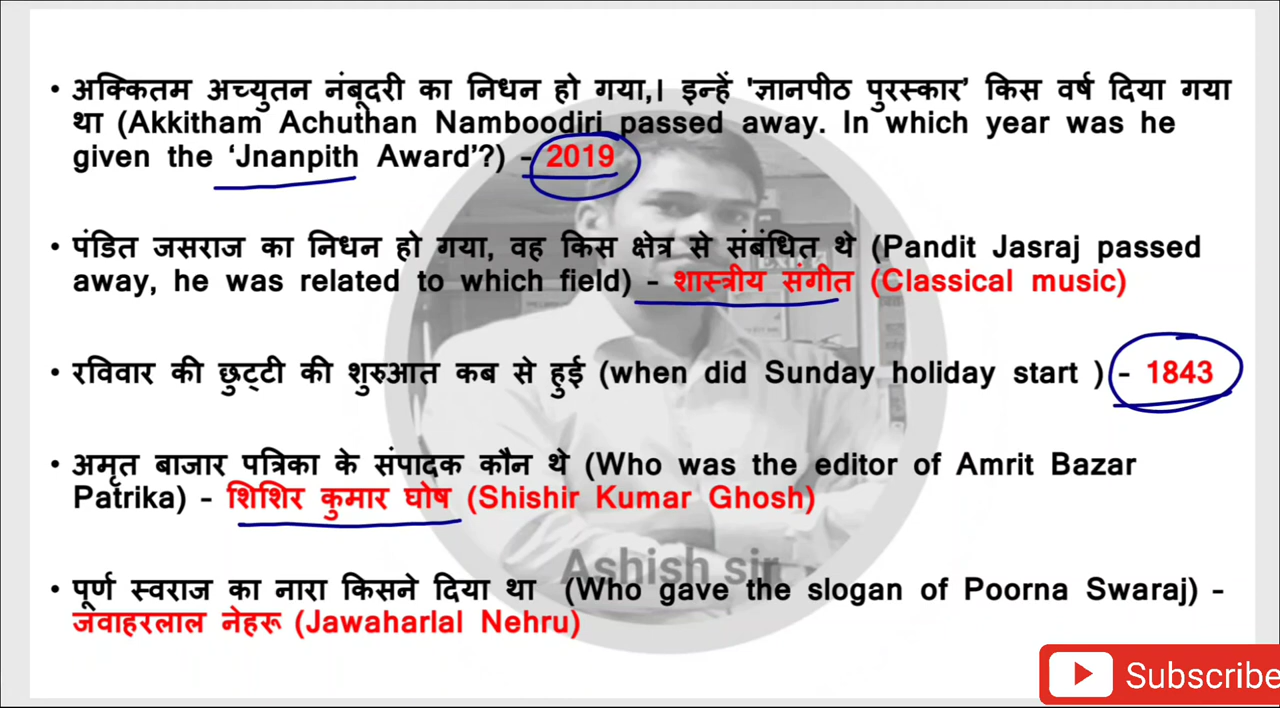 • अक्कितम अच्युतन नंबूदरी का निधन हो गया,। इन्हें 'ज्ञानपीठ पुरस्कार’ किस वर्ष दिया गया
था (Akkitham Achuthan Namboodiri passed away. In which year was he
given the ‘Jnanpith Award’?) – 2019
• पंडित जसराज का निधन हो गया, वह किस क्षेत्र से संबंधित थे (Pandit Jasraj passed
away, he was related to which field) – शास्त्रीय संगीत (Classical music)
• रविवार की छुट्टी की शुरुआत कब से हुई (when did Sunday holiday start ) – 1843
• अमृत बाजार पत्रिका के संपादक कौन थे (Who was the editor of Amrit Bazar
Patrika) – शिशिर कुमार घोष (Shishir Kumar Ghosh)
Ashish sir
• पूर्ण स्वराज का नारा किसने दिया था (Who gave the slogan of Poorna Swaraj) –
जवाहरलाल नेहरू (Jawaharlal Nehru)
Subscribe